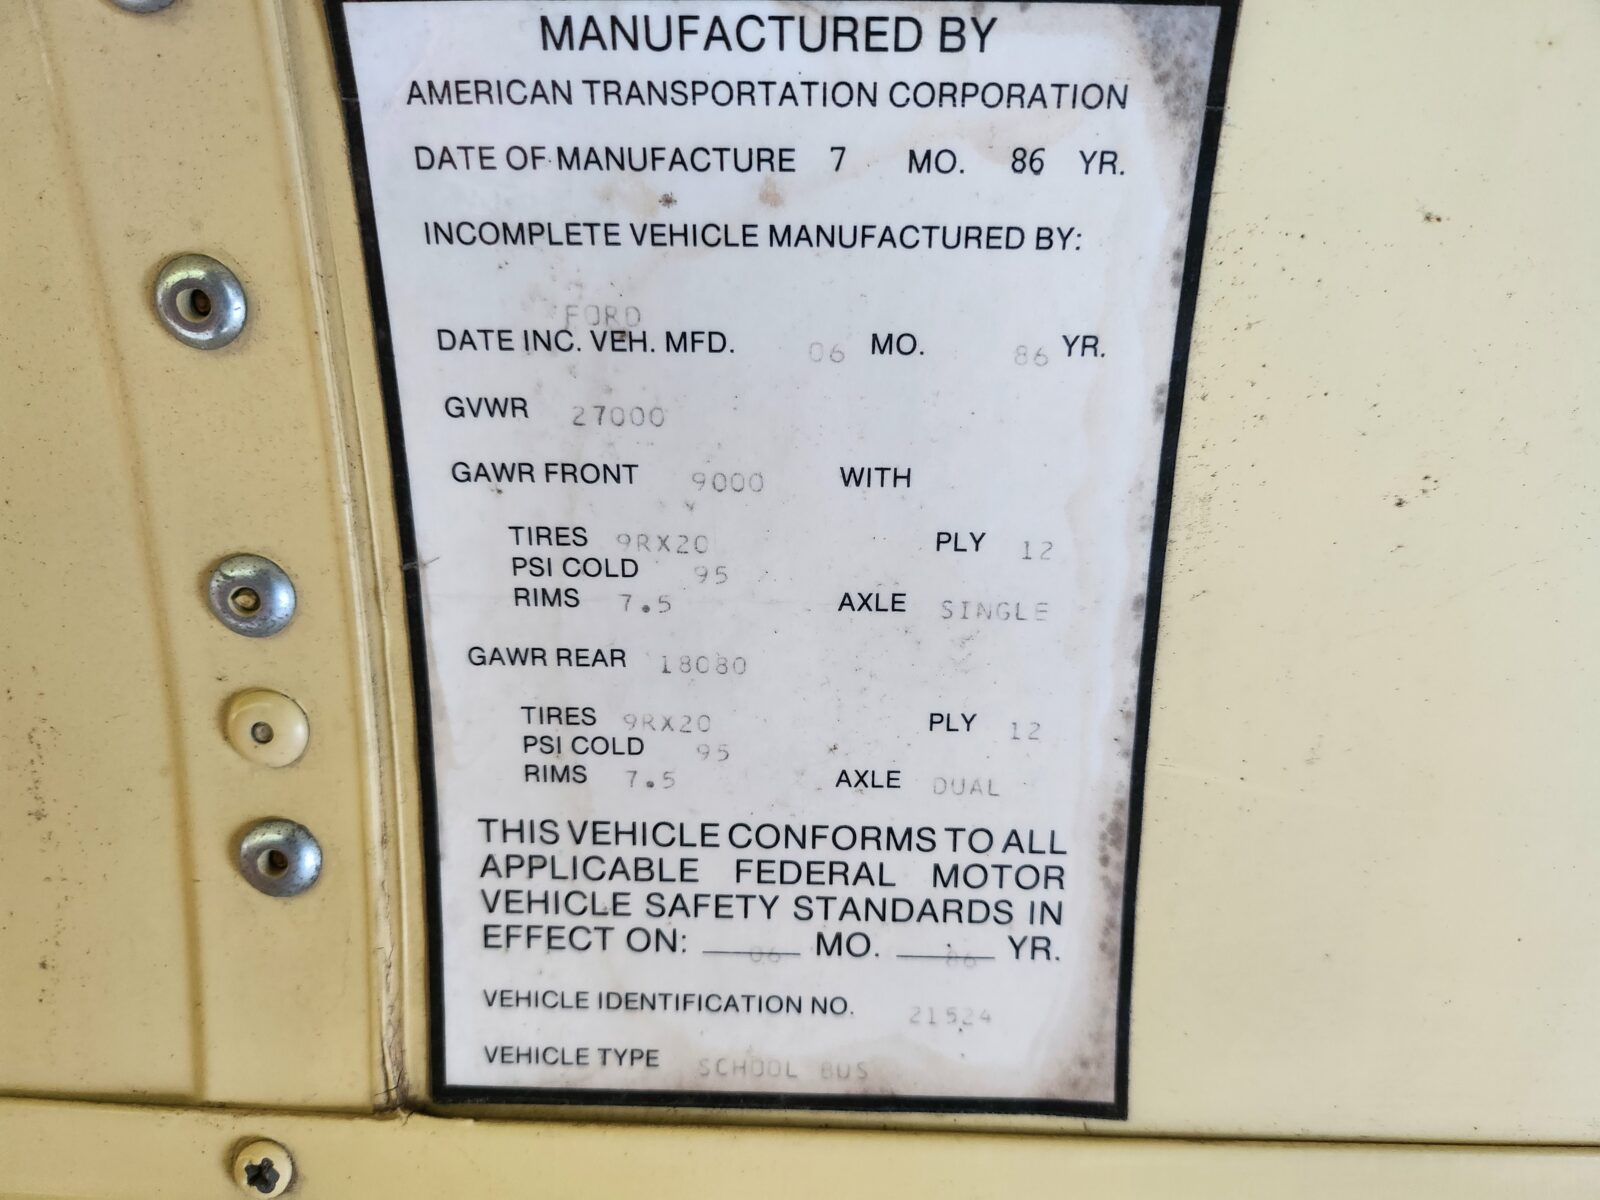 MANUFACTURED BY
AMERICAN TRANSPORTATION CORPORATION
DATE OF MANUFACTURE 7 MO. 86 YR.
INCOMPLETE VEHICLE MANUFACTURED BY:
FORD
DATE INC. VEH. MFD. 06 MO. 86 YR.
GVWR 27000
GAWR FRONT 9000 WITH
TIRES 9RX20 PLY 12
PSI COLD 95
RIMS 7.5 AXLE SINGLE
GAWR REAR 18080
TIRES 9RX20 PLY 12
PSI COLD 95
RIMS 7.5 AXLE DUAL
THIS VEHICLE CONFORMS TO ALL
APPLICABLE FEDERAL MOTOR
VEHICLE SAFETY STANDARDS IN
EFFECT ON: 06 MO. 86 YR.
VEHICLE IDENTIFICATION NO. 21524
VEHICLE TYPE SCHOOL BUS